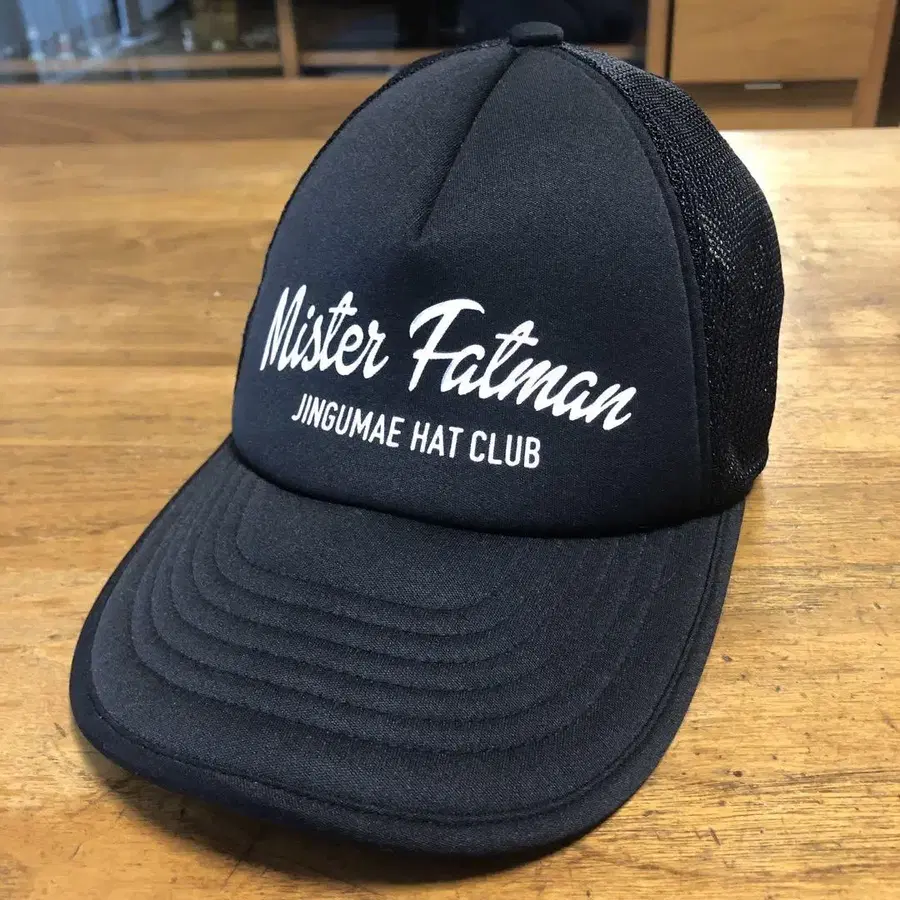 Mister Fatman
JINGUMAE HAT CLUB